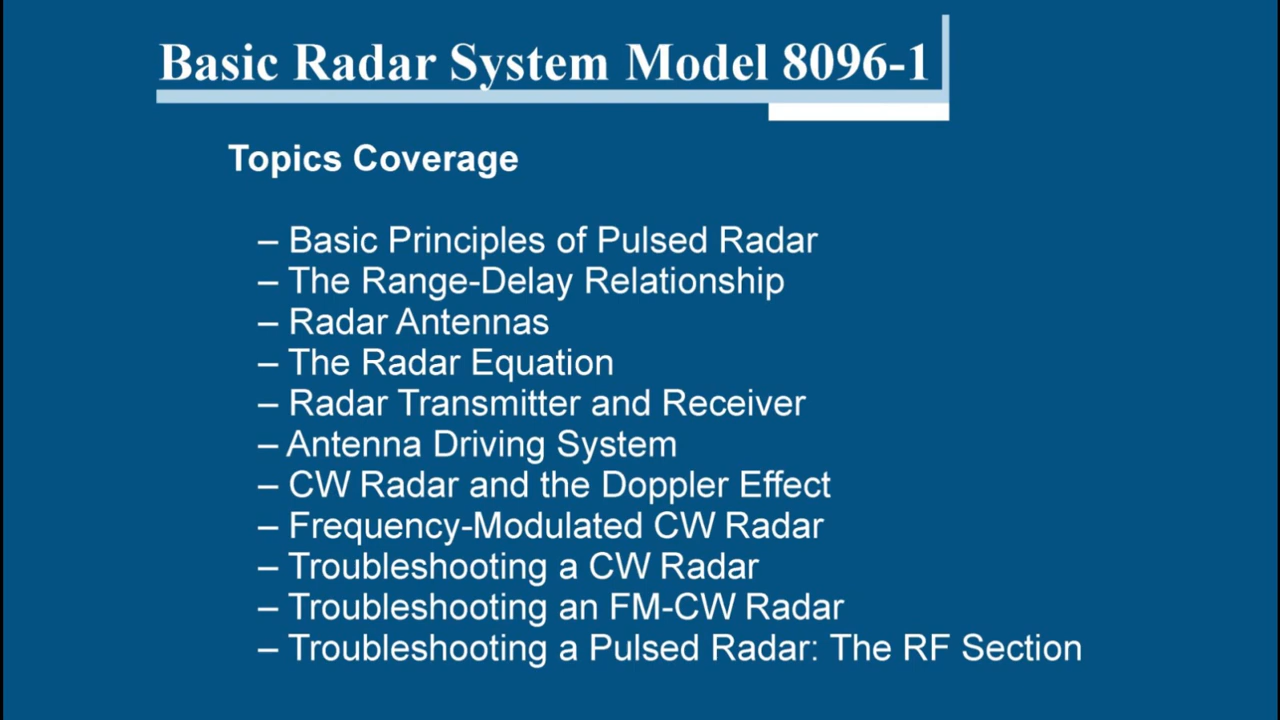 Basic Radar System Model 8096-1
Topics Coverage
– Basic Principles of Pulsed Radar
– The Range-Delay Relationship
– Radar Antennas
– The Radar Equation
– Radar Transmitter and Receiver
– Antenna Driving System
– CW Radar and the Doppler Effect
– Frequency-Modulated CW Radar
– Troubleshooting a CW Radar
– Troubleshooting an FM-CW Radar
– Troubleshooting a Pulsed Radar: The RF Section